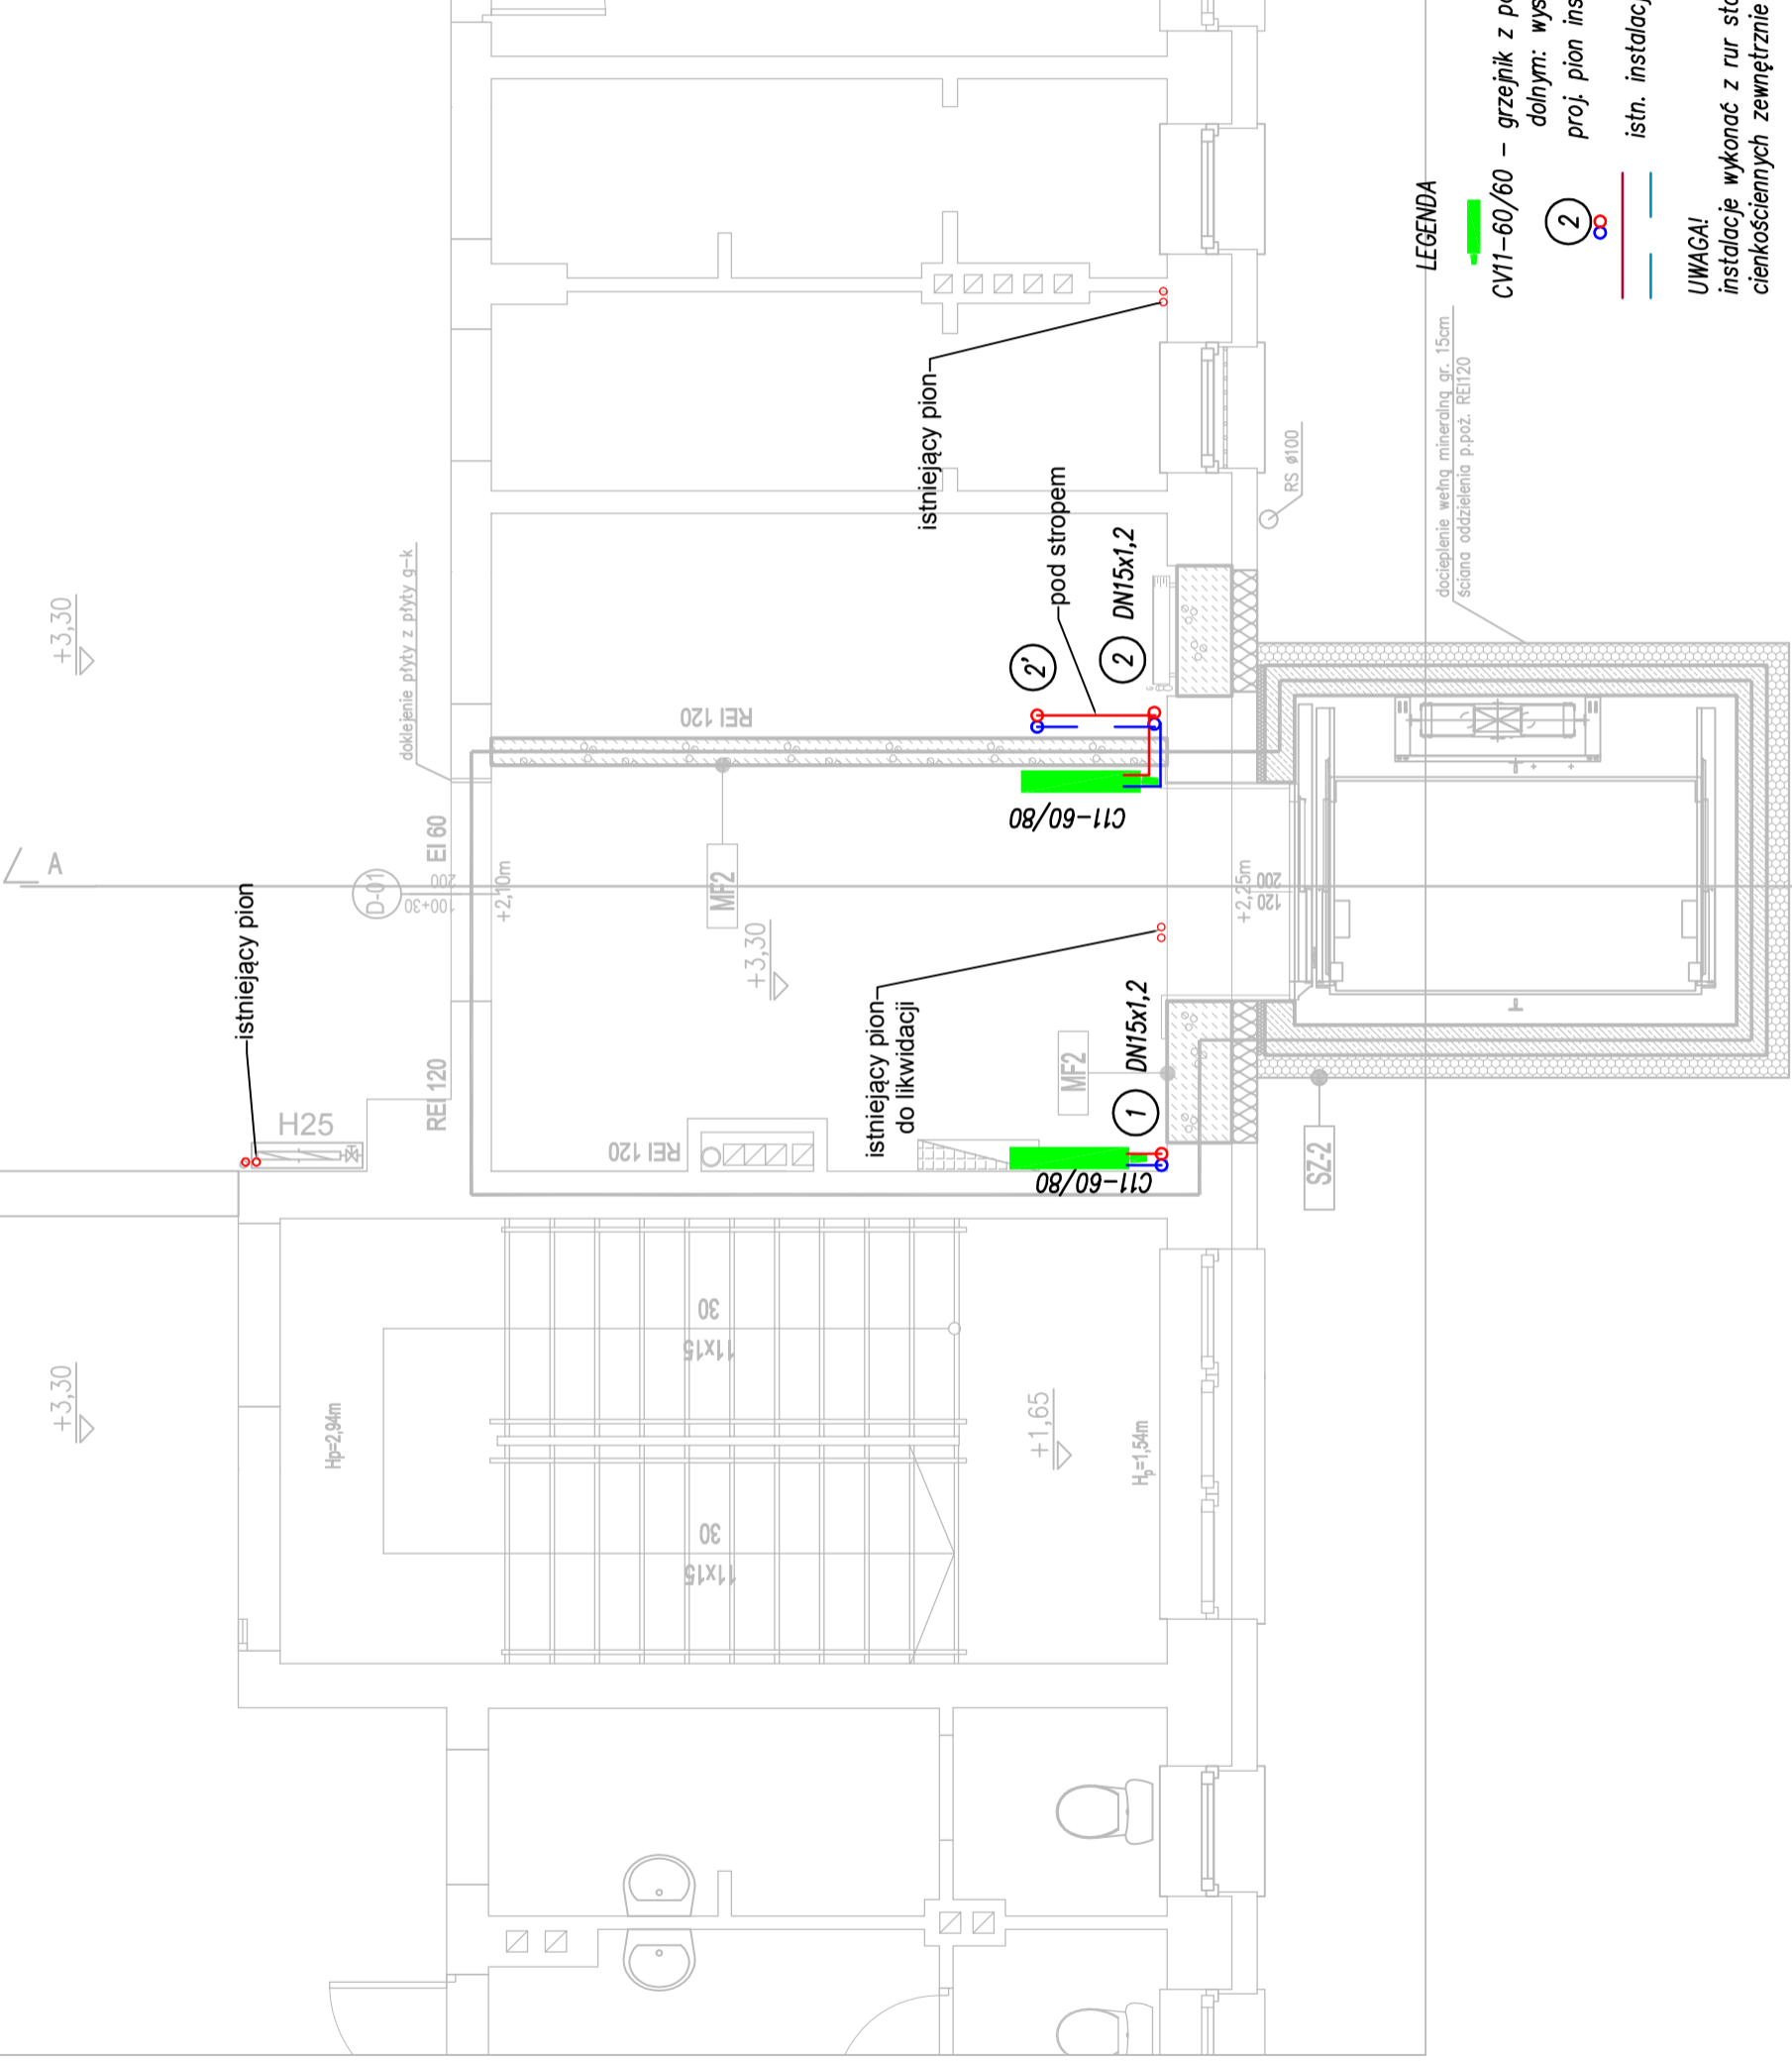 +3,30
+3,30
A
istniejący pion
H25
doklejenie płyty z płyty g-k
EI 60
REI 120
D-01
100+30
200
+2,10m
REI 120
REI 120
MF2
+3,30
istniejący pion
istniejący pion
do likwidacji
pod stropem
2'
2
DN15x1,2
C11-60/80
MF2
1
DN15x1,2
C11-60/80
+2,25m
120
200
RS ø100
docieplenie wełną mineralną gr. 15cm
ściana oddzielenia p.poż. REI120
SZ-2
Hp=2,94m
30
11x15
30
11x15
+1,65
Hp=1,54m
LEGENDA
CV11-60/60 - grzejnik z
dolnym:
2
proj. pion
istn.
UWAGA!
instalacje wykonać z rur
cienkościennych zewnętrznie